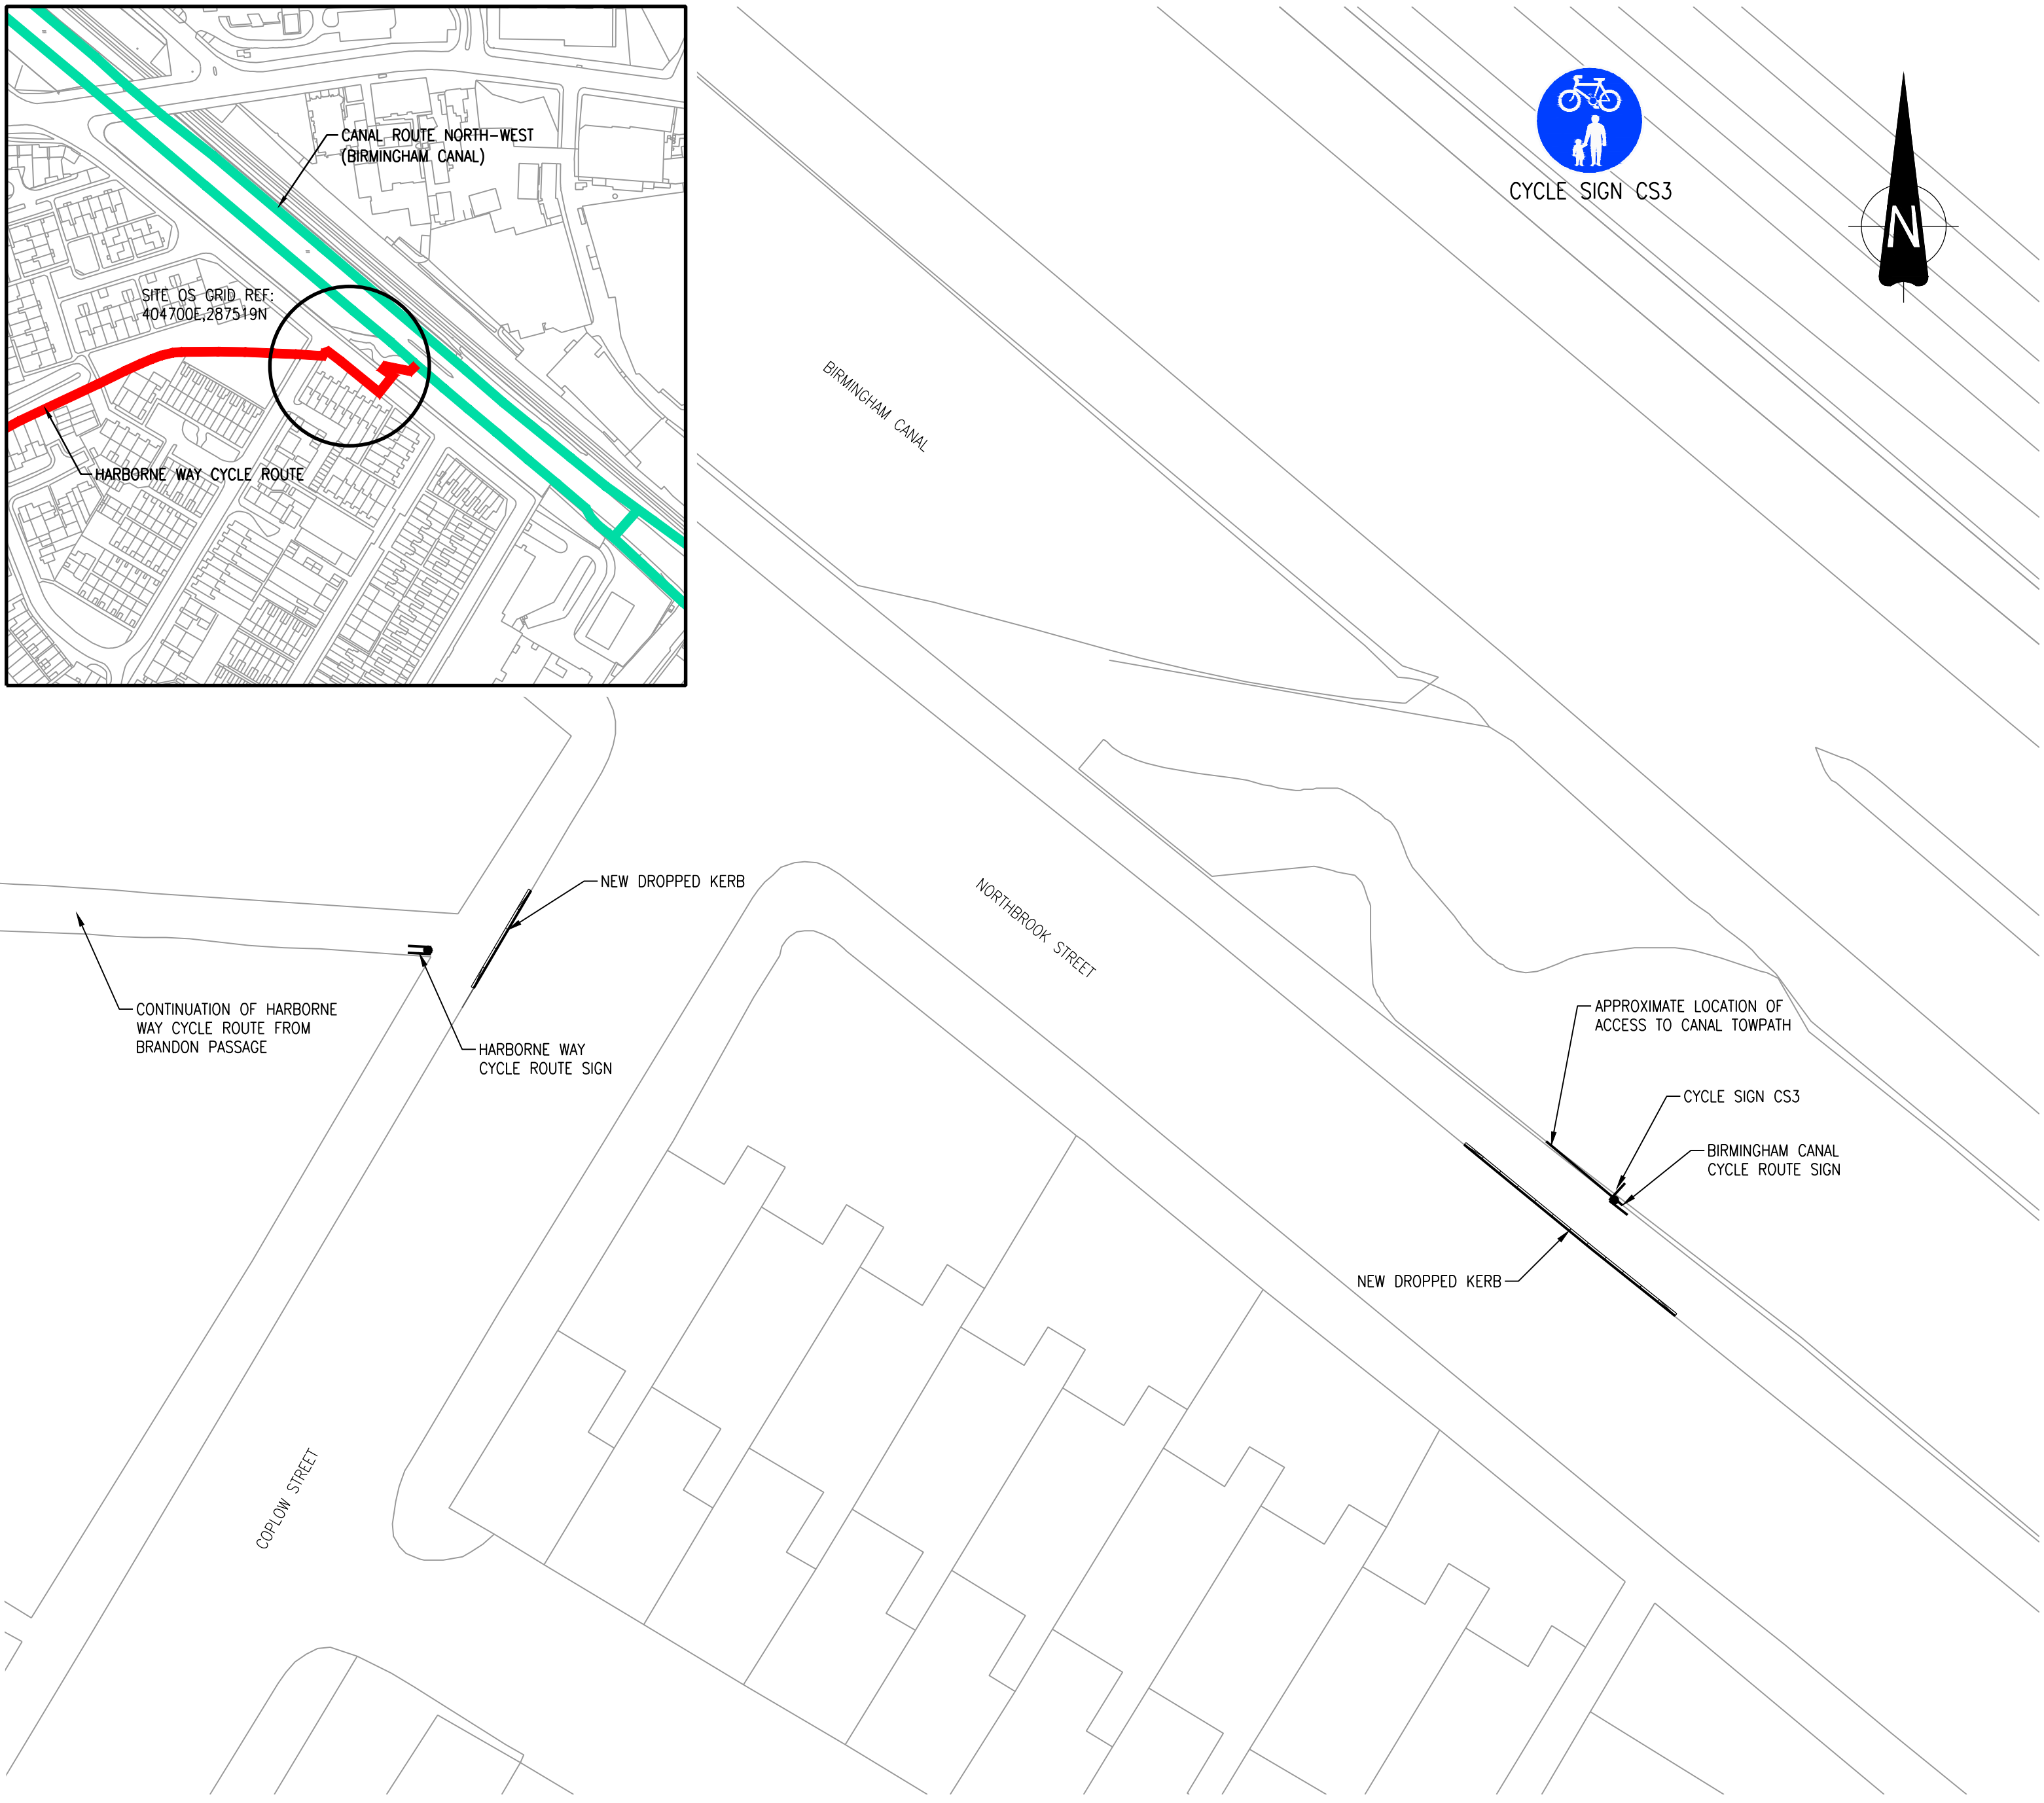 CANAL ROUTE NORTH-WEST
(BIRMINGHAM CANAL)
SITE OS GRID REF:
404700E,287519N
HARBORNE WAY CYCLE ROUTE
CYCLE SIGN CS3
N
BIRMINGHAM CANAL
NEW DROPPED KERB
NORTHBROOK STREET
CONTINUATION OF HARBORNE
WAY CYCLE ROUTE FROM
BRANDON PASSAGE
HARBORNE WAY
CYCLE ROUTE SIGN
APPROXIMATE LOCATION OF
ACCESS TO CANAL TOWPATH
CYCLE SIGN CS3
BIRMINGHAM CANAL
CYCLE ROUTE SIGN
NEW DROPPED KERB
COPLOW STREET